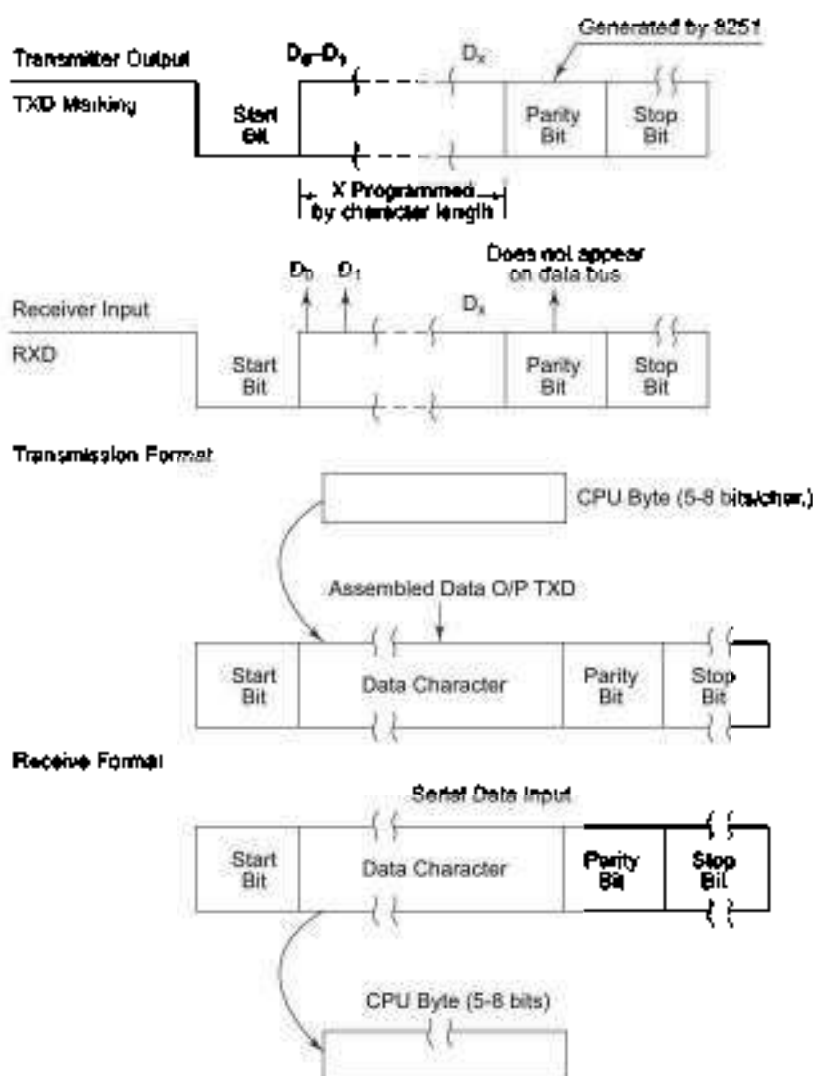 Generated by 8251
Transmitter Output
D₀–D₁
Dₓ
TXD Marking
Start Bit
Parity Bit
Stop Bit
X Programmed
by character length
Does not appear
on data bus
D₀
D₁
Dₓ
Receiver Input
RXD
Start Bit
Parity Bit
Stop Bit
Transmission Format
CPU Byte (5-8 bits/char.)
Assembled Data O/P TXD
Start Bit
Data Character
Parity Bit
Stop Bit
Receive Format
Serial Data Input
Start Bit
Data Character
Parity Bit
Stop Bit
CPU Byte (5-8 bits)